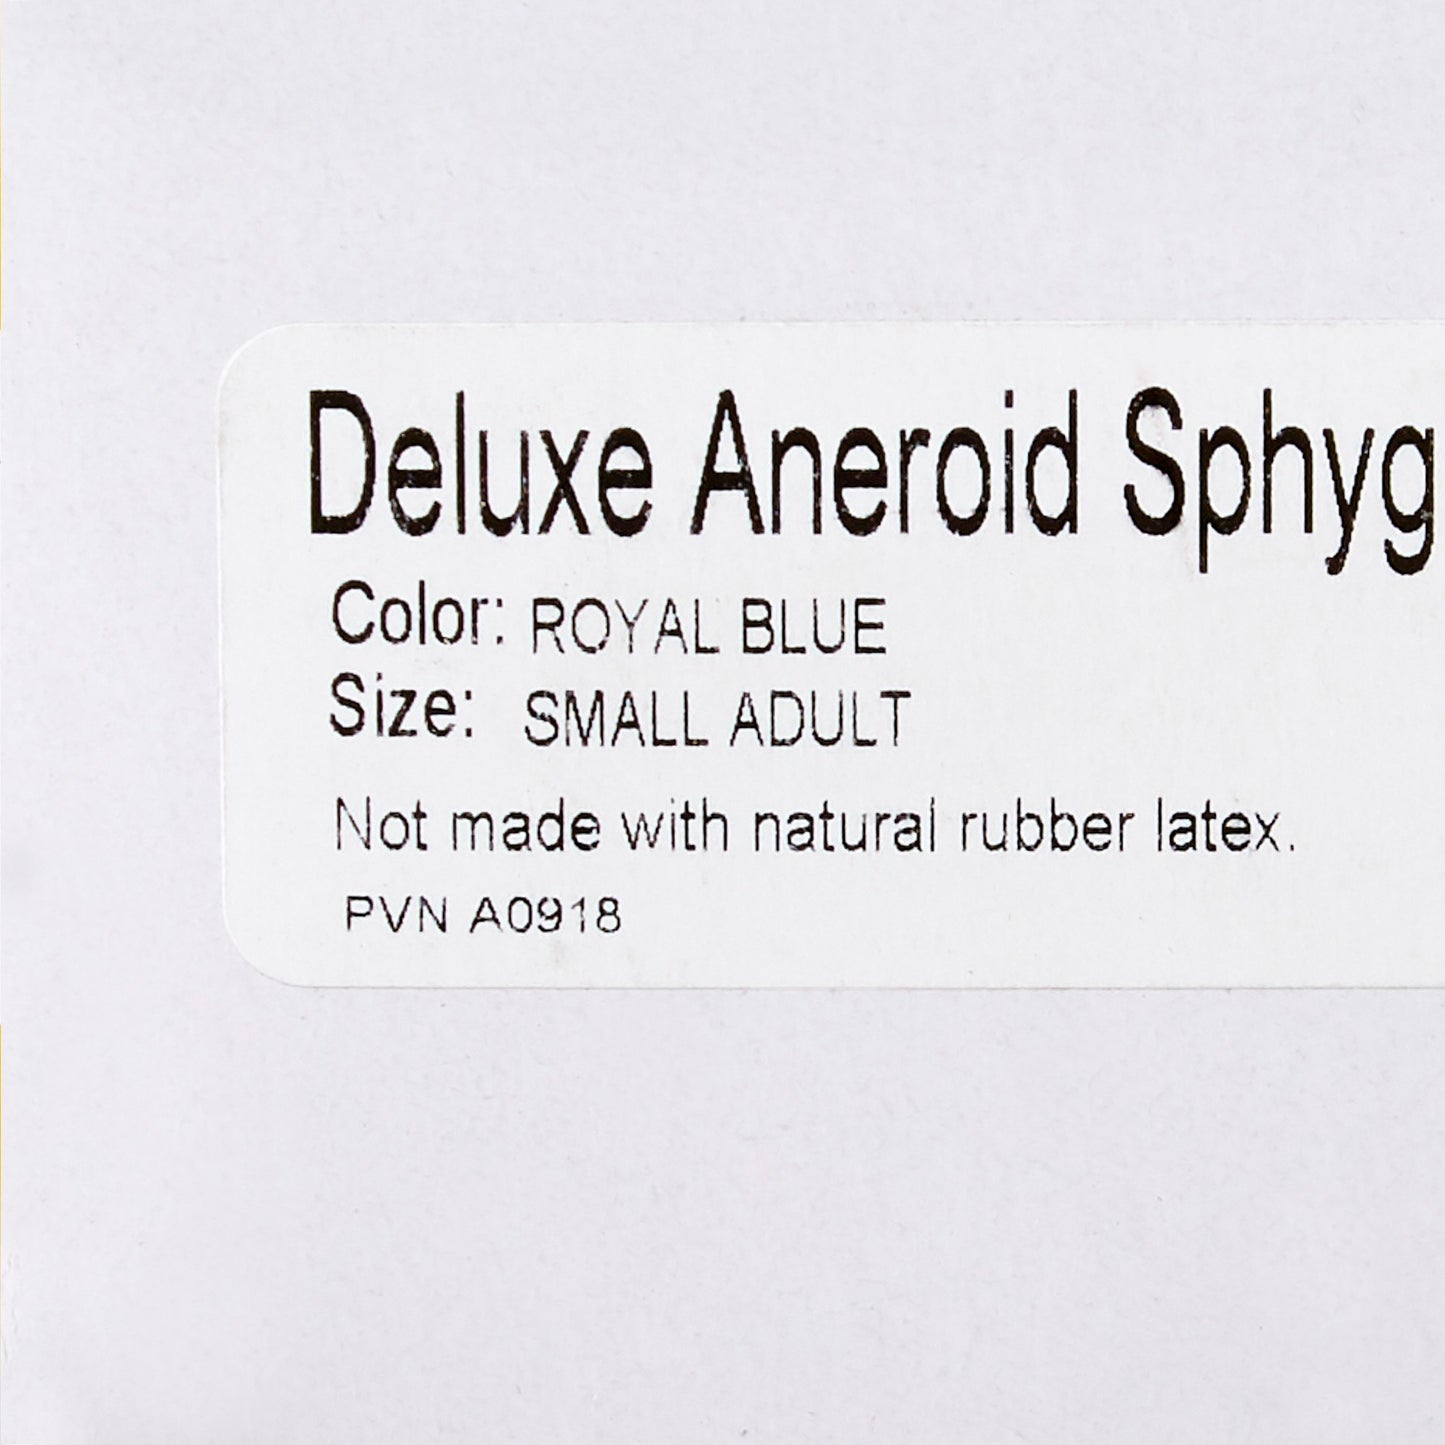 Deluxe Aneroid Sphyg
Color: ROYAL BLUE
Size: SMALL ADULT
Not made with natural rubber latex.
PVN A0918